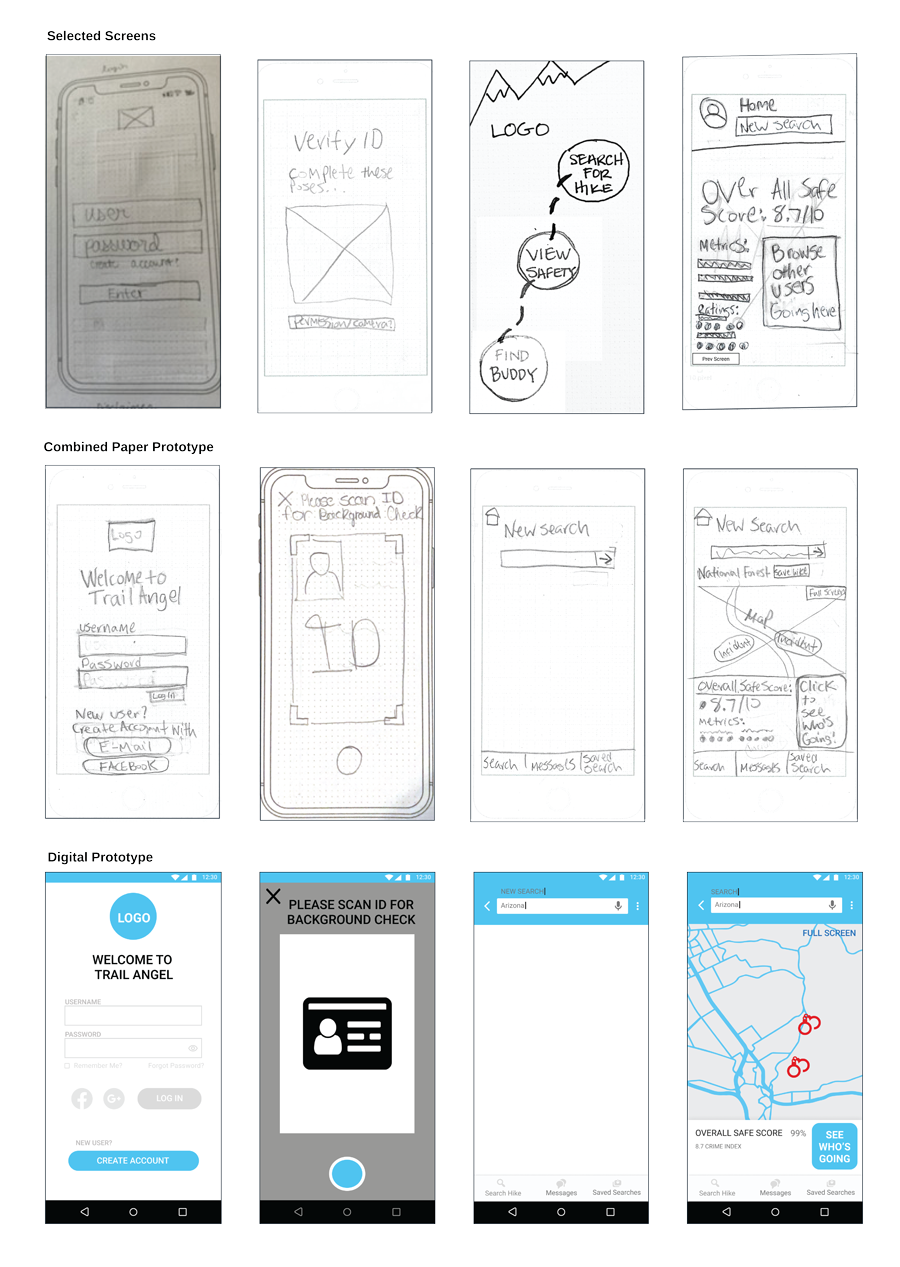 Selected Screens
login
user
password
create account?
Enter
Disclaimer
Verify ID
Complete these
poses...
Permission/camera?
LOGO
SEARCH
FOR
HIKE
VIEW
SAFETY
FIND
BUDDY
Home
New Search
OVer All Safe
Score: 8.7/10
Metrics:
Ratings:
Browse
other
users
Going here
Prev Screen
Combined Paper Prototype
Logo
Welcome to
Trail Angel
username
Password
Password
Log in
New user?
Create Account with
E-Mail
FACEBOOK
X Please scan ID
for Background Check
ID
New search
Search
Messages
Saved
Search
New Search
National Forest
Save Hike
Full Screen
Map
Incident
Incident
Overall SafeScore:
8.7/10
Metrics:
Click
to
see
who's
Going!
Search
Messages
Saved
Search
Digital Prototype
12:30
LOGO
WELCOME TO
TRAIL ANGEL
USERNAME
PASSWORD
Remember Me?
Forgot Password?
LOG IN
NEW USER?
CREATE ACCOUNT
12:30
PLEASE SCAN ID FOR
BACKGROUND CHECK
12:30
NEW SEARCH
Arizona
Search Hike
Messages
Saved Searches
12:30
SEARCH
Arizona
FULL SCREEN
OVERALL SAFE SCORE 99%
8.7 CRIME INDEX
SEE
WHO'S
GOING
Search Hike
Messages
Saved Searches